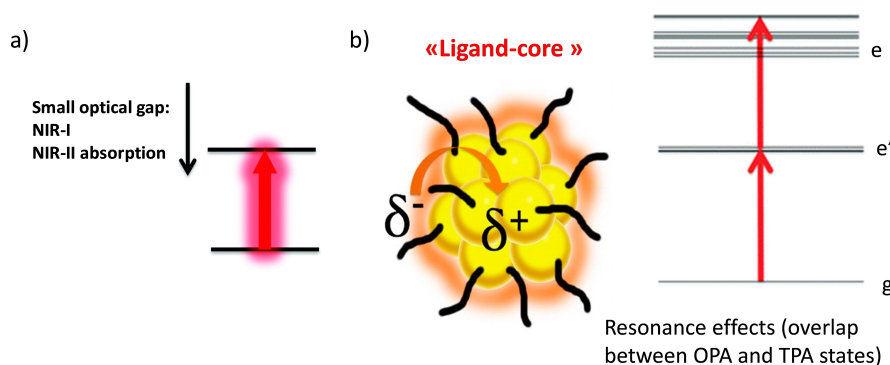 a)
Small optical gap:
NIR-I
NIR-II absorption
b)
«Ligand-core »
δ-
δ+
e
e'
g
Resonance effects (overlap
between OPA and TPA states)